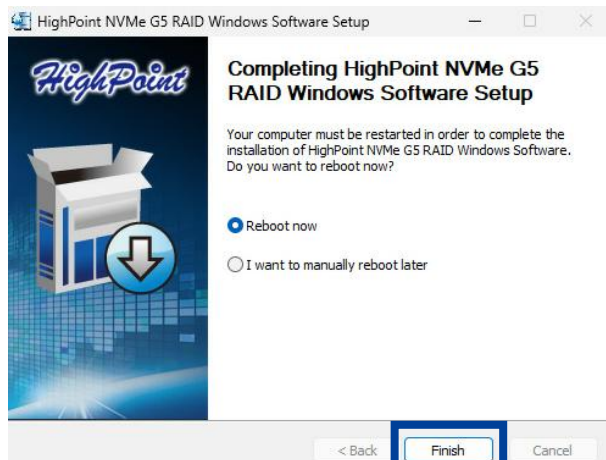 HighPoint NVMe G5 RAID Windows Software Setup
HighPoint
Completing HighPoint NVMe G5
RAID Windows Software Setup
Your computer must be restarted in order to complete the
installation of HighPoint NVMe G5 RAID Windows Software.
Do you want to reboot now?
Reboot now
I want to manually reboot later
< Back
Finish
Cancel